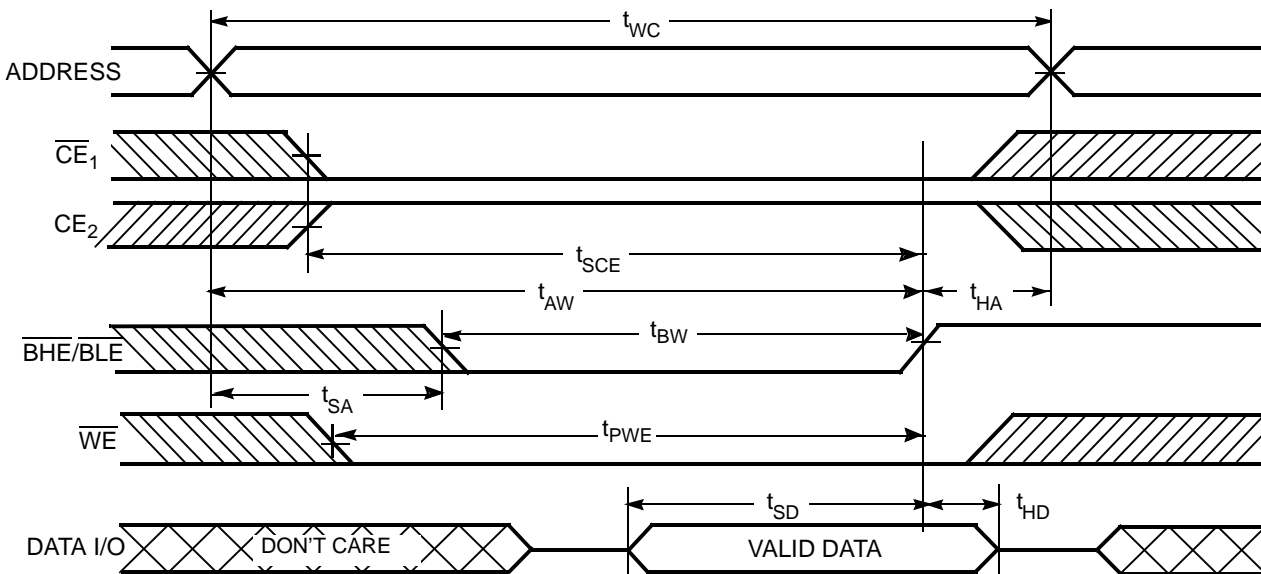 tWC
ADDRESS
CE1
CE2
tSCE
tAW
tHA
BHE/BLE
tBW
tSA
WE
tPWE
tSD
tHD
DATA I/O
DON'T CARE
VALID DATA